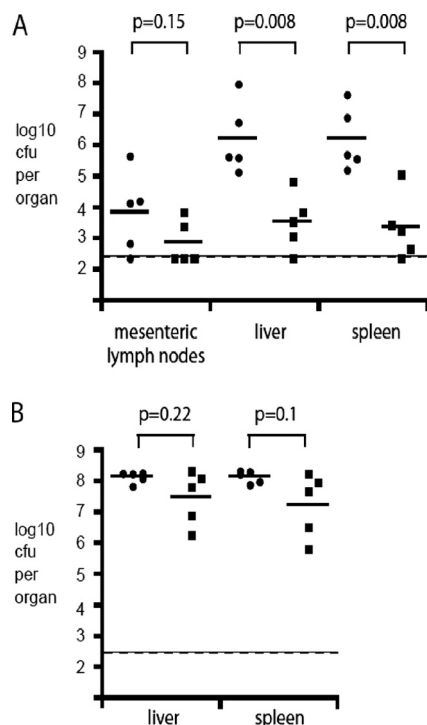 A
p=0.15 p=0.008 p=0.008
9
8
7
6
5
4
3
2
log10
cfu
per
organ
mesenteric
lymph nodes
liver
spleen
B
p=0.22 p=0.1
9
8
7
6
5
4
3
2
log10
cfu
per
organ
liver
spleen